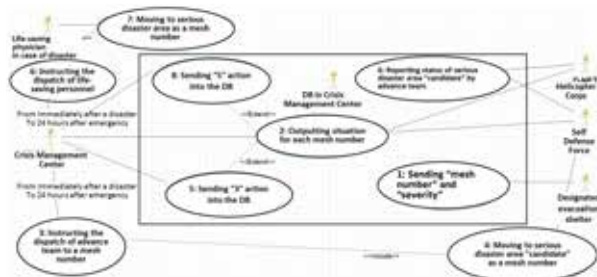 7: Moving to serious
disaster area as a mesh
number
Life-saving
physician
in case of disaster
6: Instructing the
dispatch of life-
saving personnel
8: Sending "5" action
into the DB
DB in Crisis
Management Center
6: Reporting status of serious
disaster area "candidate" by
advance team
Helicopter
Corps
From immediately after a disaster
To 24 hours after emergency
2: Outputting situation
for each mesh number
Self
Defense
Force
Crisis Management
Center
From immediately after a disaster
To 24 hours after emergency
5: Sending "3" action
into the DB
1: Sending "mesh
number" and
"severity"
Designated
evacuation
shelter
3: Instructing the
dispatch of advance
team to a mesh
number
4: Moving to serious
disaster area "candidate"
as a mesh number